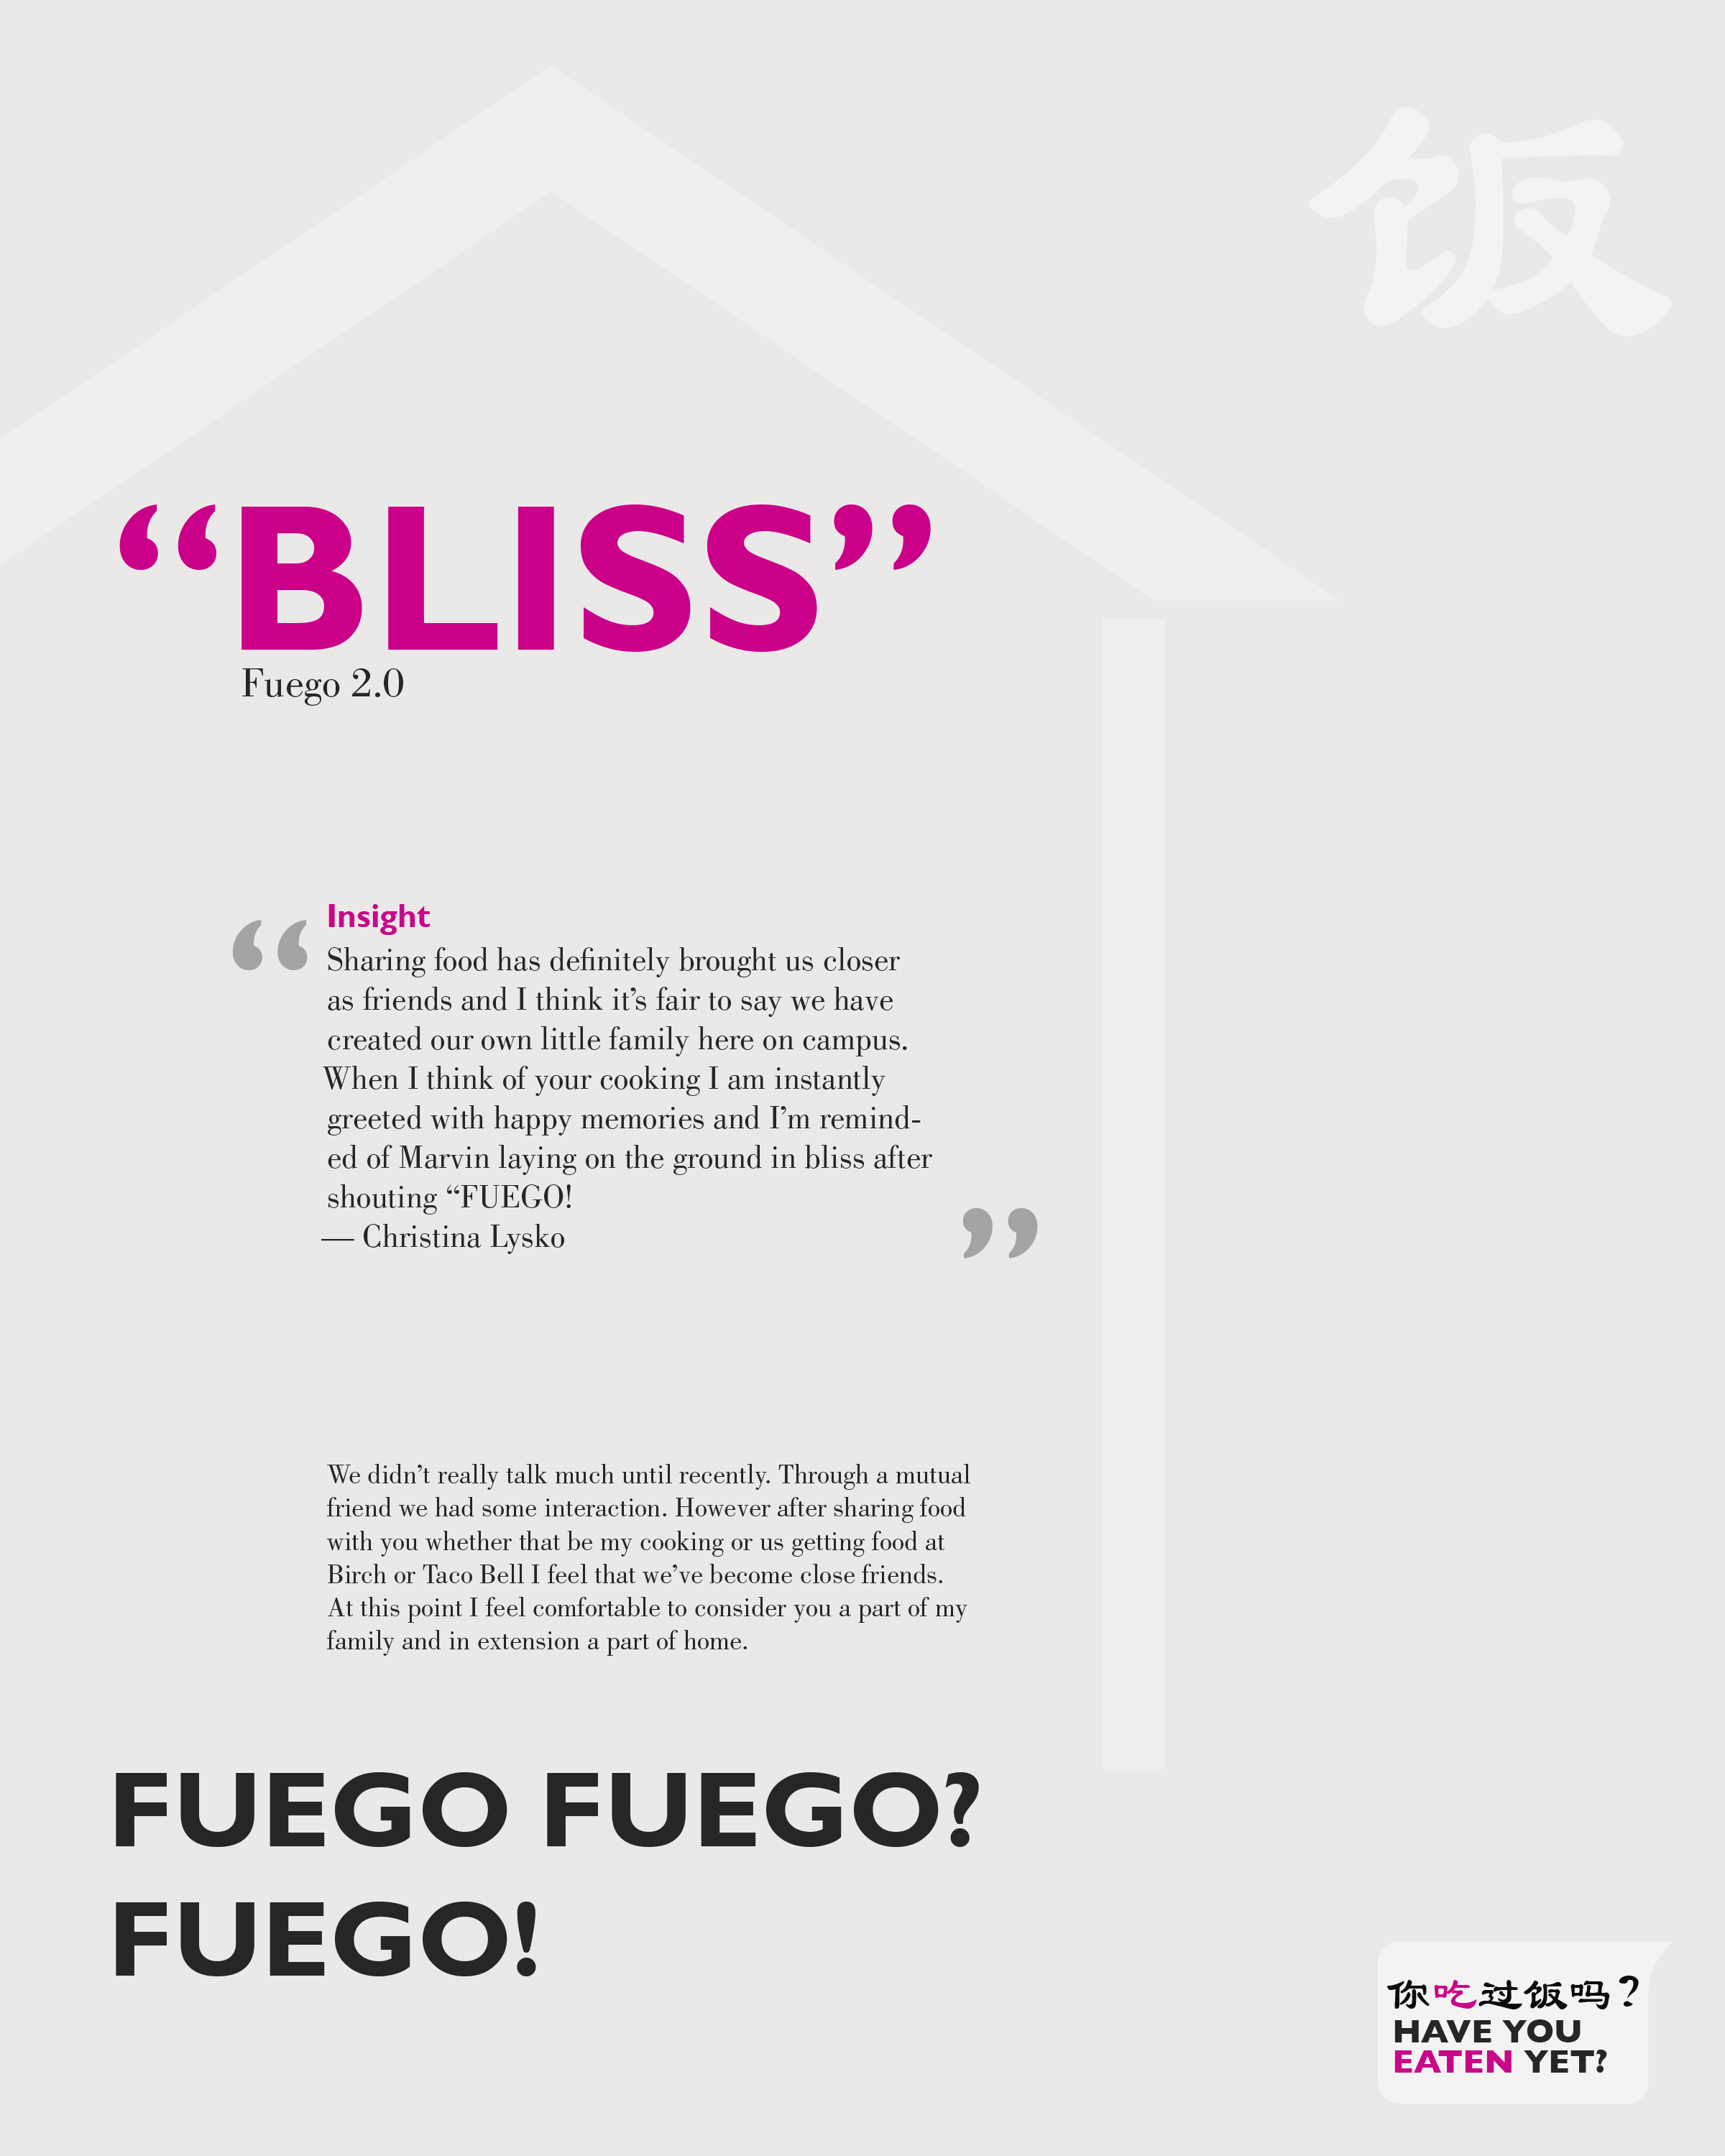 饭
“BLISS”
Fuego 2.0
“ Insight
Sharing food has definitely brought us closer
as friends and I think it’s fair to say we have
created our own little family here on campus.
When I think of your cooking I am instantly
greeted with happy memories and I’m remind-
ed of Marvin laying on the ground in bliss after
shouting “FUEGO!
— Christina Lysko ”
We didn’t really talk much until recently. Through a mutual
friend we had some interaction. However after sharing food
with you whether that be my cooking or us getting food at
Birch or Taco Bell I feel that we’ve become close friends.
At this point I feel comfortable to consider you a part of my
family and in extension a part of home.
FUEGO FUEGO?
FUEGO!
你吃过饭吗?
HAVE YOU
EATEN YET?